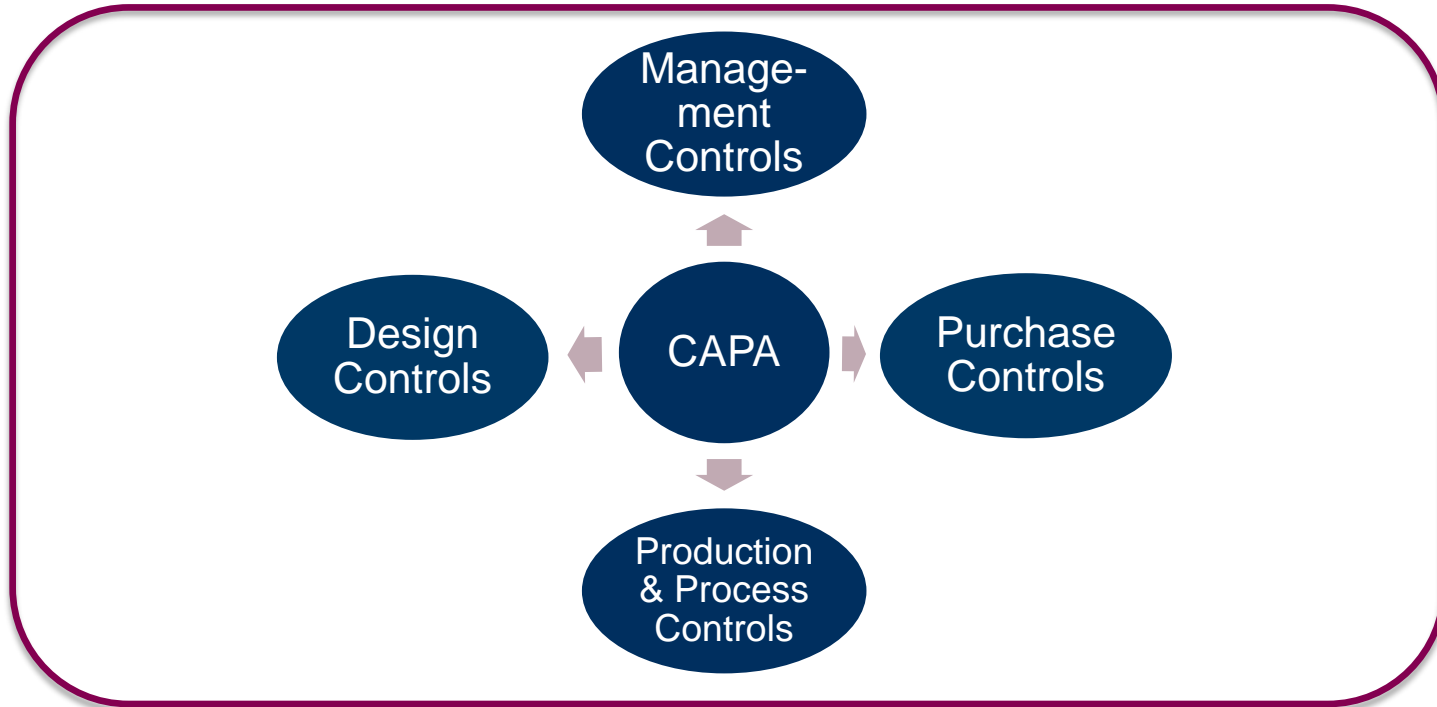 Manage-
ment
Controls
Design
Controls
CAPA
Purchase
Controls
Production
& Process
Controls